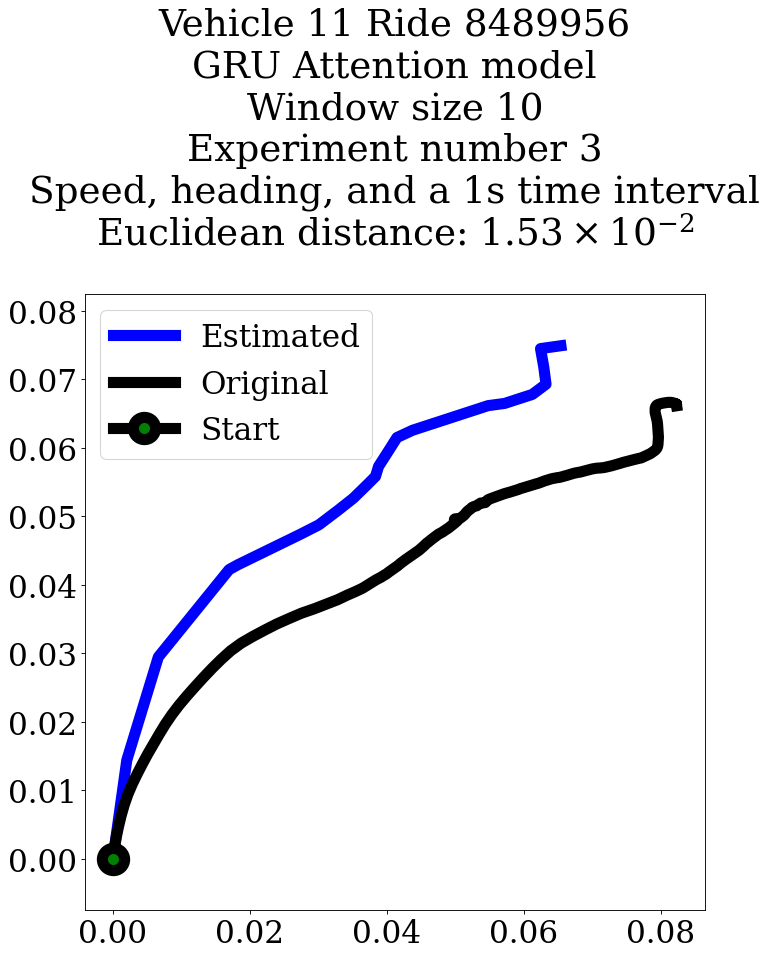 Vehicle 11 Ride 8489956
GRU Attention model
Window size 10
Experiment number 3
Speed, heading, and a 1s time interval
Euclidean distance: 1.53 × 10⁻²
0.08
0.07
0.06
0.05
0.04
0.03
0.02
0.01
0.00
Estimated
Original
Start
0.00 0.02 0.04 0.06 0.08